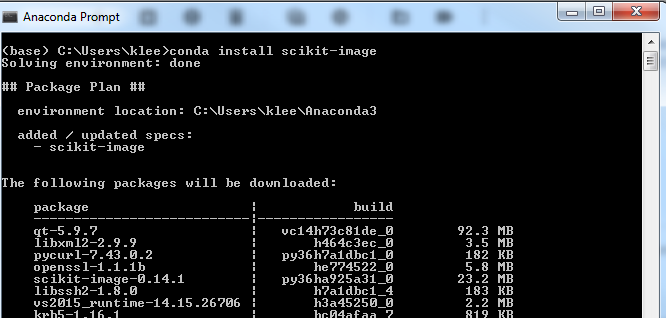 Anaconda Prompt
(base) C:\Users\klee>conda install scikit-image
Solving environment: done
## Package Plan ##
environment location: C:\Users\klee\Anaconda3
added / updated specs:
- scikit-image
The following packages will be downloaded:
package | build
---------------------------|-----------------
qt-5.9.7 | vc14h73c81de_0 92.3 MB
libxml2-2.9.9 | h464c3ec_0 3.5 MB
pycurl-7.43.0.2 | py36h7a1dbc1_0 182 KB
openssl-1.1.1b | he774522_0 5.8 MB
scikit-image-0.14.1 | py36ha925a31_0 23.2 MB
libssh2-1.8.0 | h7a1dbc1_4 183 KB
vs2015_runtime-14.15.26706 | h3a45250_0 2.2 MB
krb5-1.16.1 | hc04afaa_7 819 KB